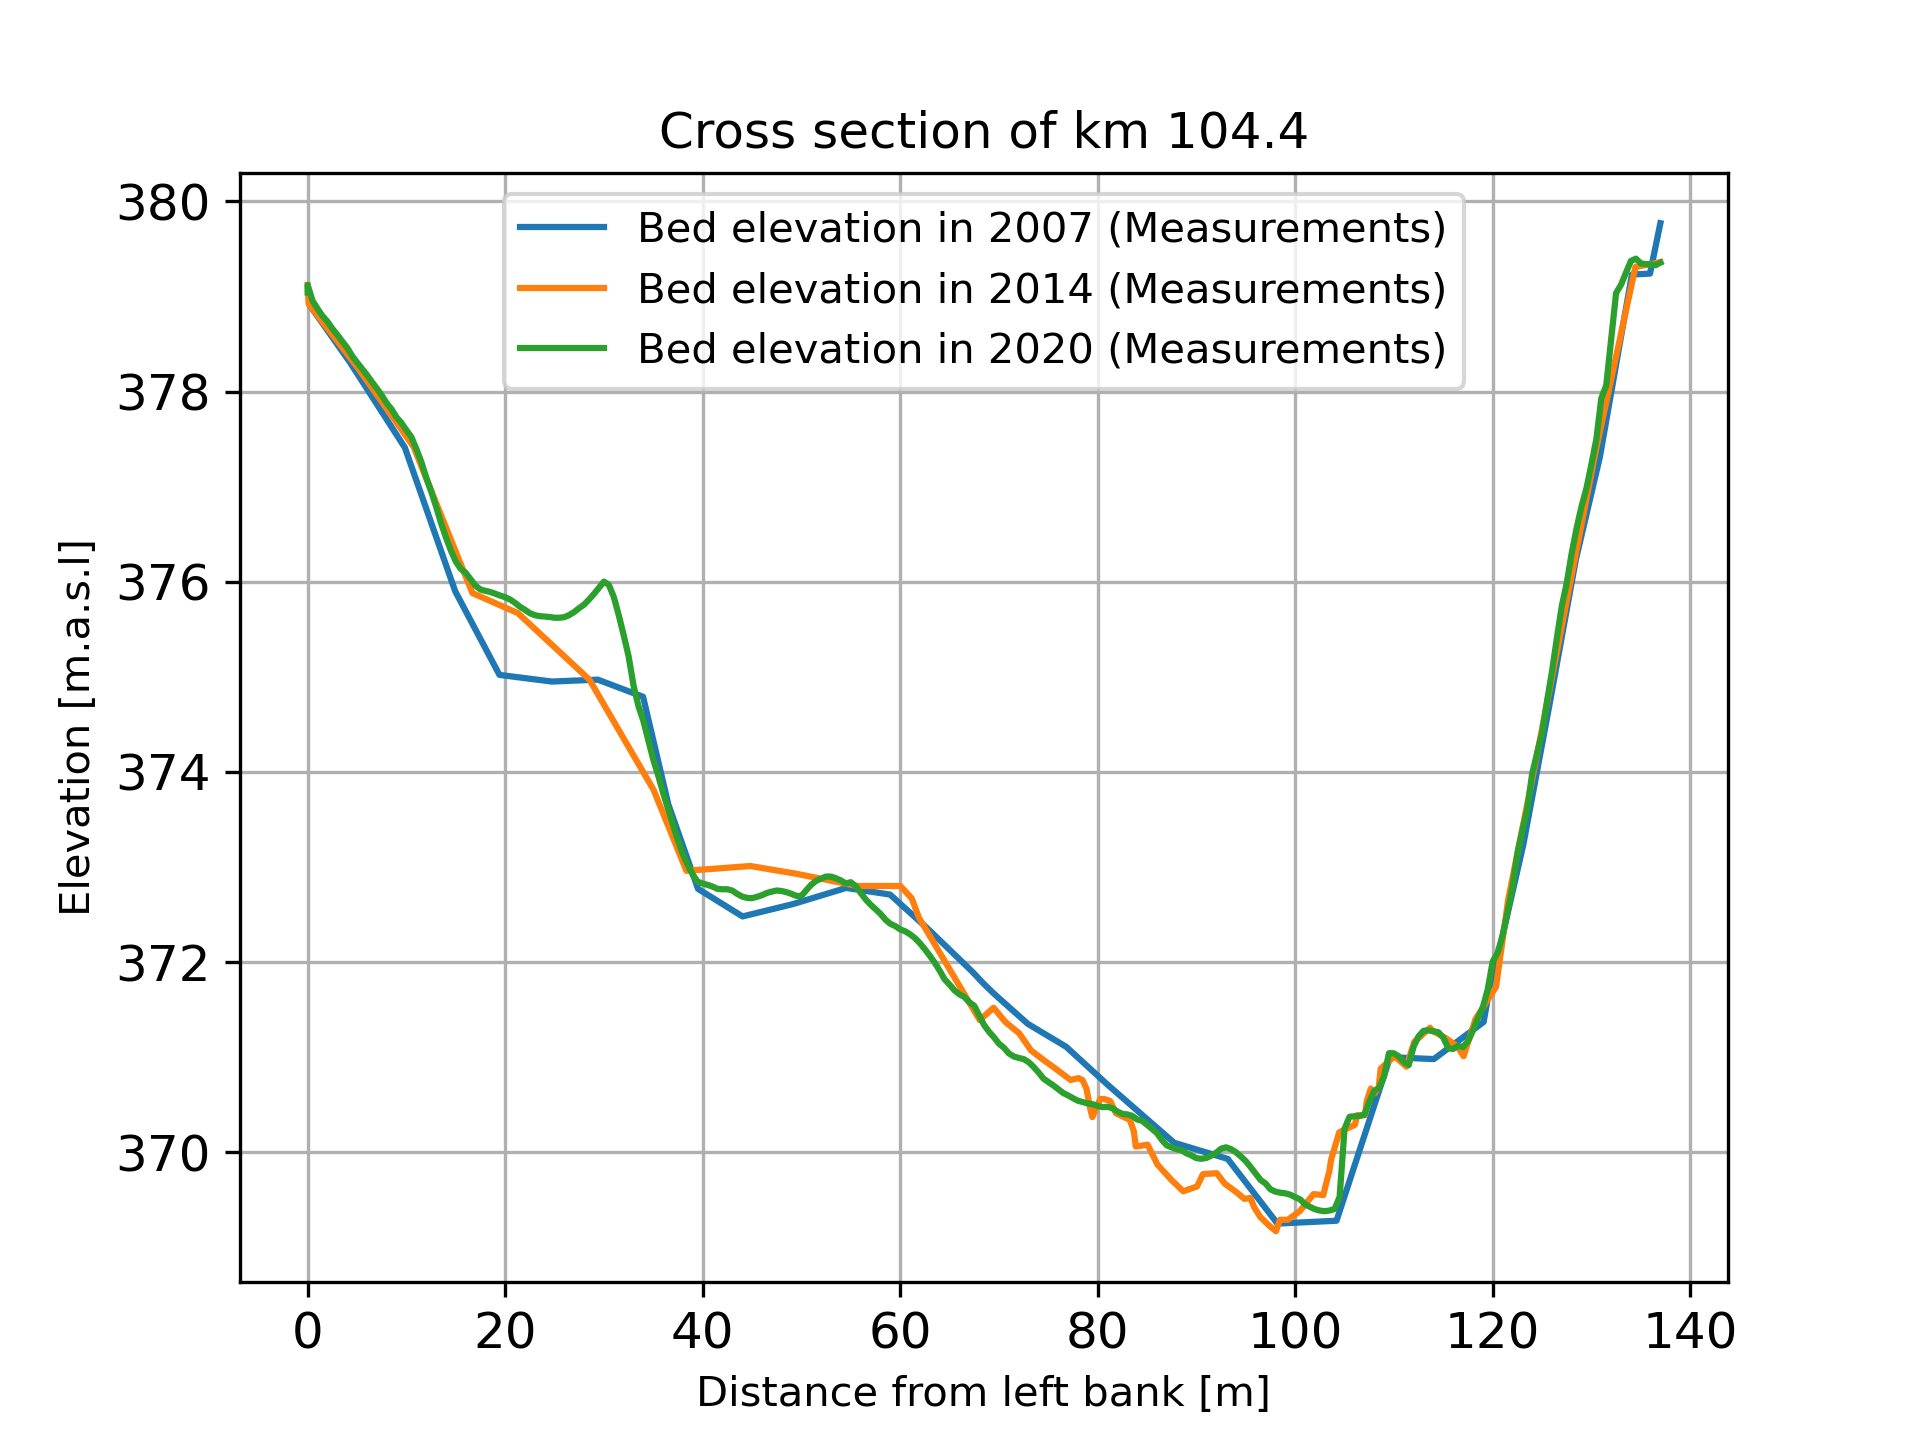 Cross section of km 104.4
Bed elevation in 2007 (Measurements)
Bed elevation in 2014 (Measurements)
Bed elevation in 2020 (Measurements)
Elevation [m.a.s.l]
380
378
376
374
372
370
0 20 40 60 80 100 120 140
Distance from left bank [m]